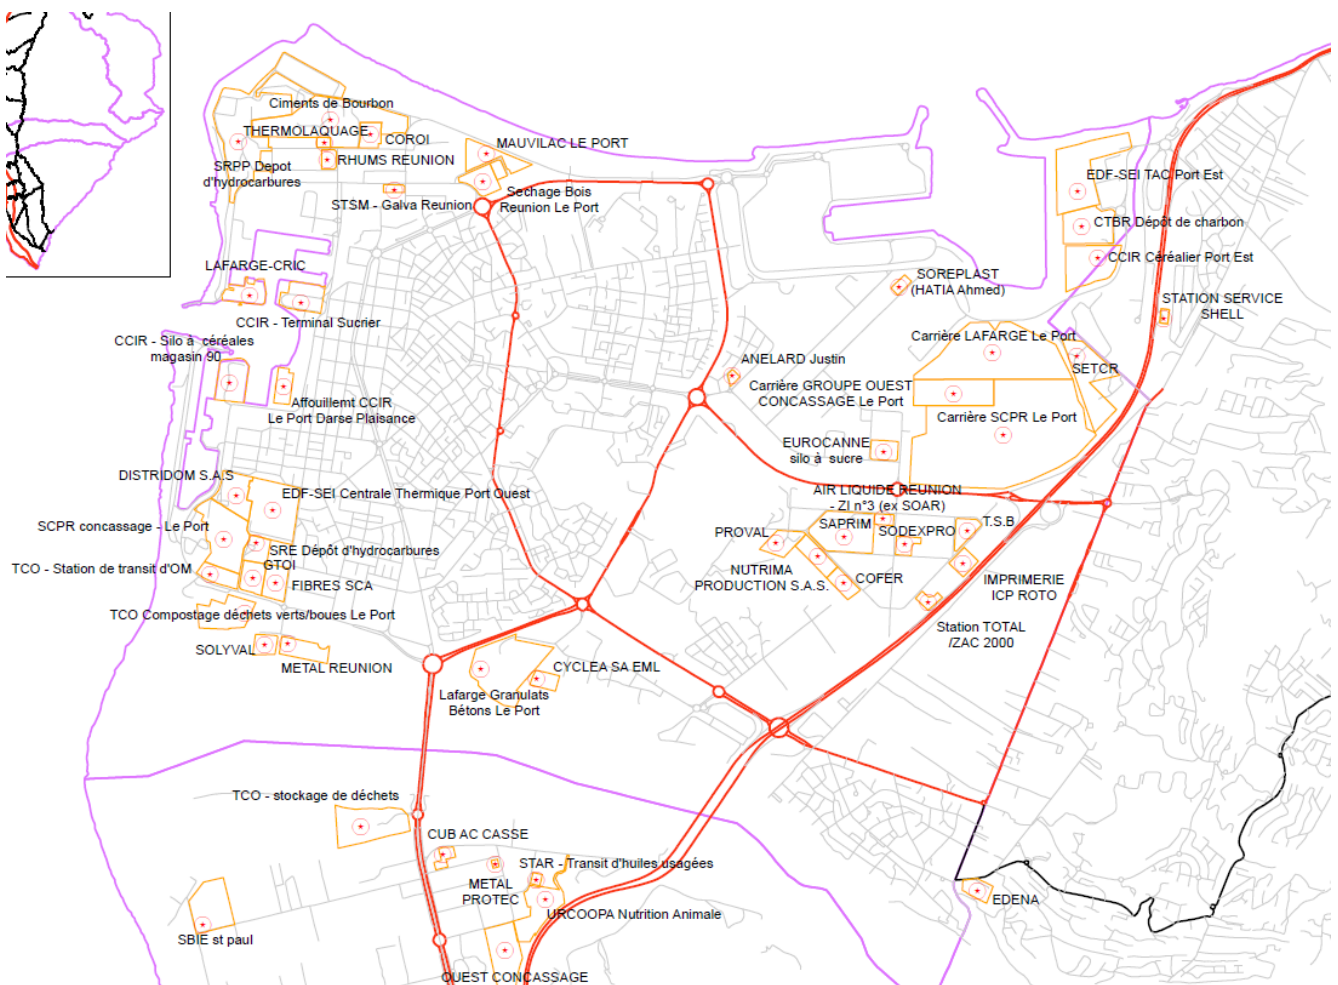 Ciments de Bourbon
THERMOLAQUAGE
COROI
MAUVILAC LE PORT
RHUMS REUNION
SRPP Depot
d'hydrocarbures
STSM - Galva Reunion
Sechage Bois
Reunion Le Port
EDF-SEI TAC Port Est
CTBR Dépôt de charbon
CCIR Céréalier Port Est
LAFARGE-CRIC
SOREPLAST
(HATIA Ahmed)
STATION SERVICE
SHELL
CCIR - Terminal Sucrier
CCIR - Silo à céréales
magasin 90
Carrière LAFARGE Le Port
SETCR
ANELARD Justin
Carrière GROUPE OUEST
CONCASSAGE Le Port
Affouillemt CCIR
Le Port Darse Plaisance
Carrière SCPR Le Port
EUROCANNE
silo à sucre
DISTRIDOM S.A.S
EDF-SEI Centrale Thermique Port Ouest
AIR LIQUIDE REUNION
- ZI n°3 (ex SOAR)
SCPR concassage - Le Port
SAPRIM
SODEXPRO
T.S.B
PROVAL
SRE Dépôt d'hydrocarbures
GTOI
TCO - Station de transit d'OM
FIBRES SCA
NUTRIMA
PRODUCTION S.A.S.
COFER
IMPRIMERIE
ICP ROTO
TCO Compostage déchets verts/boues Le Port
Station TOTAL
/ZAC 2000
SOLYVAL
METAL REUNION
CYCLEA SA EML
Lafarge Granulats
Bétons Le Port
TCO - stockage de déchets
CUB AC CASSE
STAR - Transit d'huiles usagées
METAL
PROTEC
EDENA
URCOOPA Nutrition Animale
SBIE st paul
OUEST CONCASSAGE